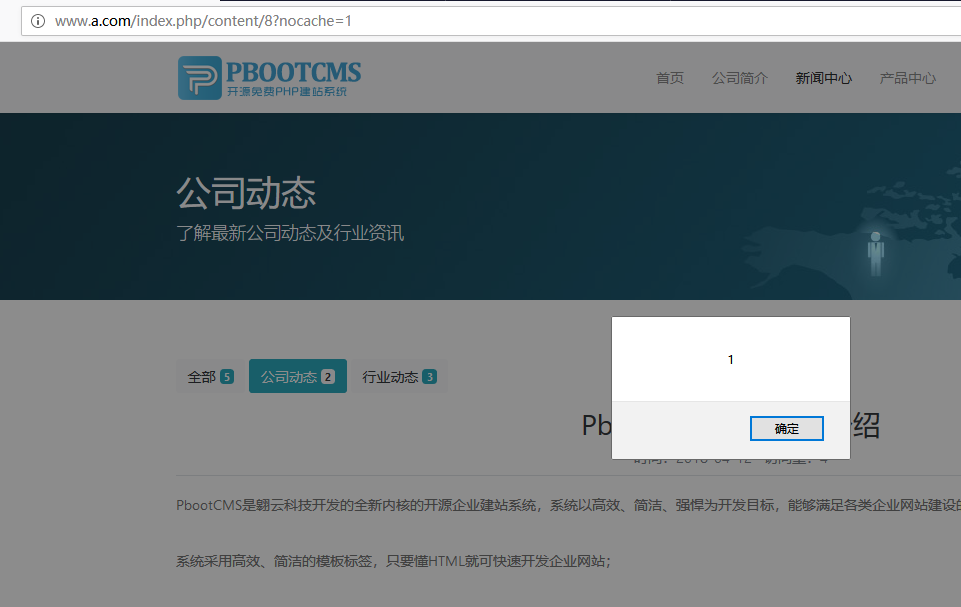 www.a.com/index.php/content/8?nocache=1
PBOOTCMS
开源免费PHP建站系统
首页 公司简介 新闻中心 产品中心
公司动态
了解最新公司动态及行业资讯
全部 5 公司动态 2 行业动态 3
1
确定
Pb 绍
PbootCMS是翱云科技开发的全新内核的开源企业建站系统，系统以高效、简洁、强悍为开发目标，能够满足各类企业网站建设的
系统采用高效、简洁的模板标签，只要懂HTML就可快速开发企业网站；